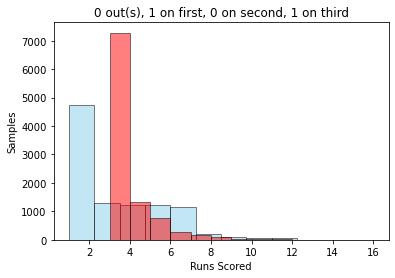 0 out(s), 1 on first, 0 on second, 1 on third
7000
6000
5000
4000
3000
2000
1000
0
Samples
2 4 6 8 10 12 14 16
Runs Scored